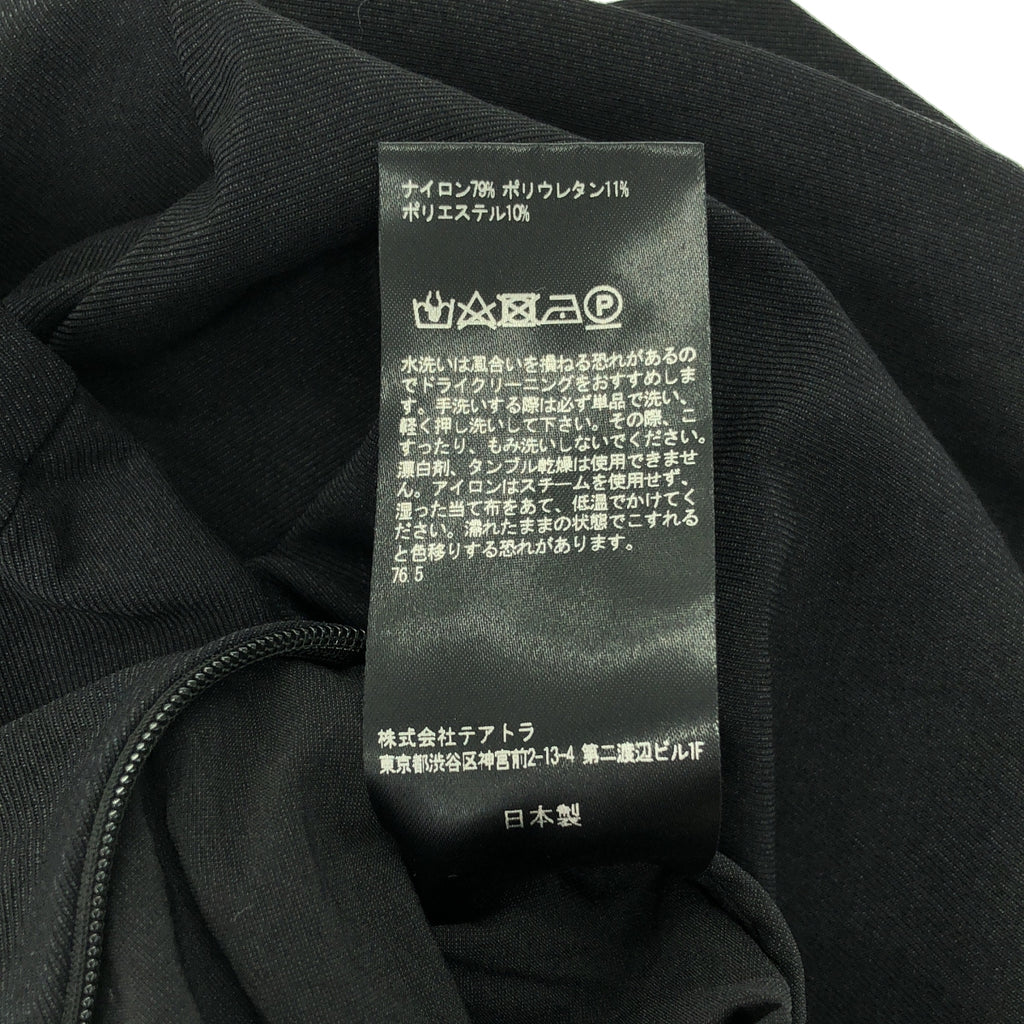 ナイロン79% ポリウレタン11%
ポリエステル10%
P
水洗いは風合いを損ねる恐れがあるの
でドライクリーニングをおすすめしま
す。手洗いする際は必ず単品で洗い、
軽く押し洗いして下さい。その際、こ
すったり、もみ洗いしないでください。
漂白剤、タンブル乾燥は使用できませ
ん。アイロンはスチームを使用せず、
湿った当て布をあて、低温でかけてく
ださい。濡れたままの状態でこすれる
と色移りする恐れがあります。
76.5
株式会社テアトラ
東京都渋谷区神宮前2-13-4 第二渡辺ビル1F
日本製